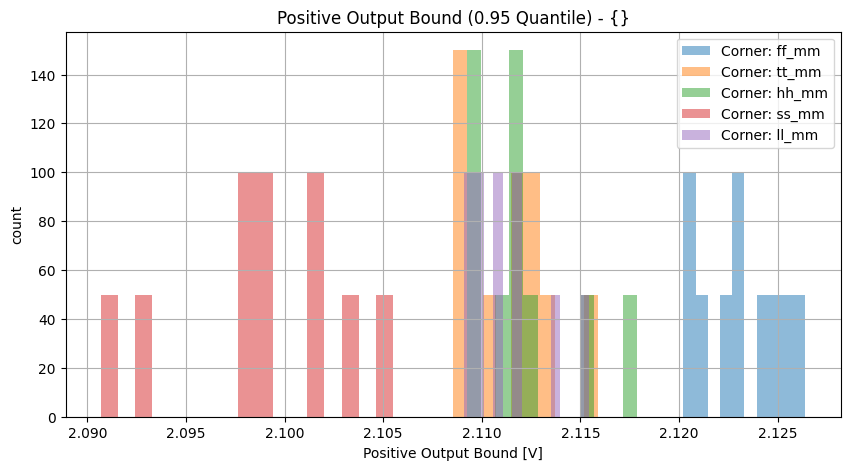 Positive Output Bound (0.95 Quantile) - {}
count
140
120
100
80
60
40
20
0
Corner: ff_mm
Corner: tt_mm
Corner: hh_mm
Corner: ss_mm
Corner: ll_mm
2.090 2.095 2.100 2.105 2.110 2.115 2.120 2.125
Positive Output Bound [V]